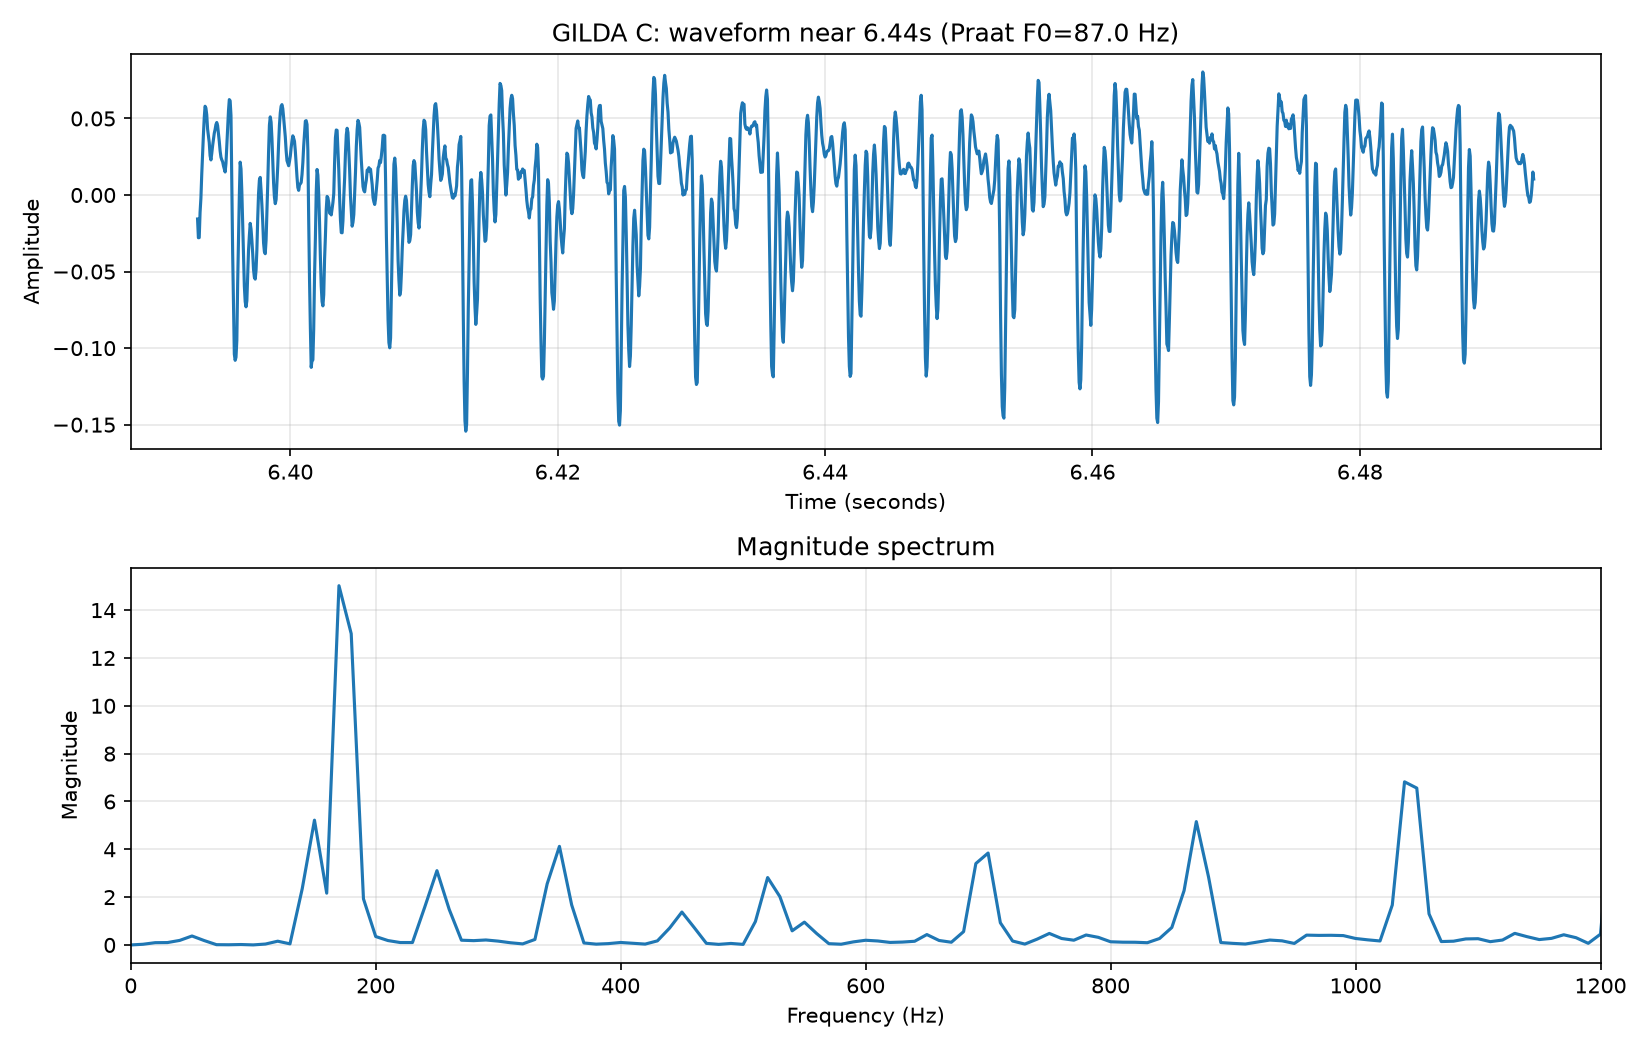 GILDA C: waveform near 6.44s (Praat F0=87.0 Hz)
Amplitude
0.05
0.00
−0.05
−0.10
−0.15
6.40 6.42 6.44 6.46 6.48
Time (seconds)
Magnitude spectrum
Magnitude
14
12
10
8
6
4
2
0
0 200 400 600 800 1000 1200
Frequency (Hz)